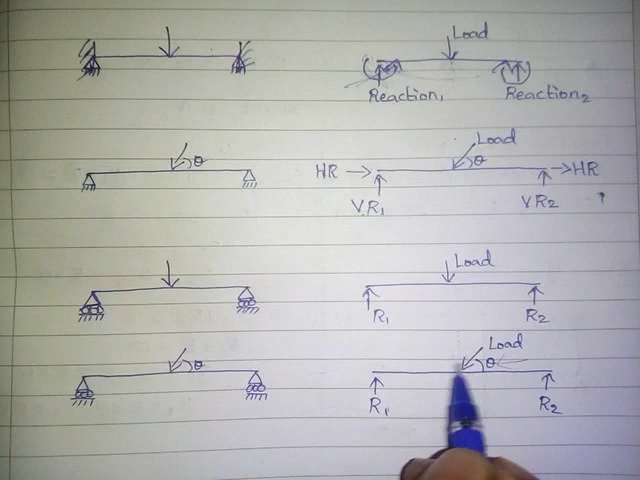 Load
Reaction1 Reaction2
θ Load θ
HR HR
VR1 VR2
Load
R1 R2
θ Load θ
R1 R2